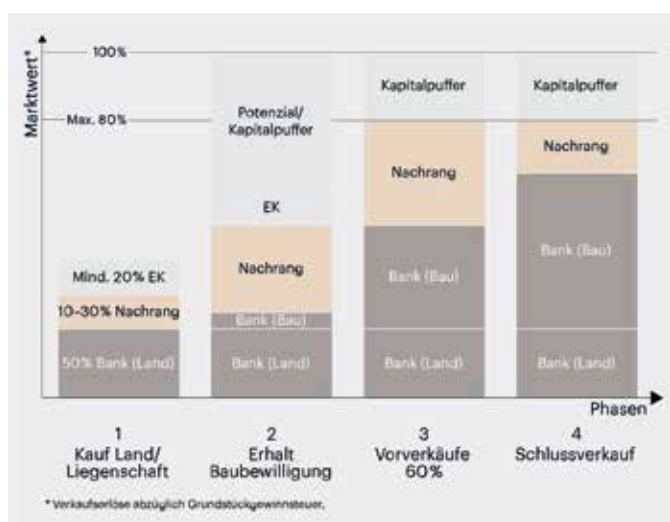 Marktwert*
100%
Max. 80%
Mind. 20% EK
10-30% Nachrang
50% Bank (Land)
Potenzial/
Kapitalpuffer
EK
Nachrang
Bank (Bau)
Bank (Land)
Kapitalpuffer
Nachrang
Bank (Bau)
Bank (Land)
Kapitalpuffer
Nachrang
Bank (Bau)
Bank (Land)
Phasen
1
Kauf Land/
Liegenschaft
2
Erhalt
Baubewilligung
3
Vorverkäufe
60%
4
Schlussverkauf
* Verkaufserlöse abzüglich Grundstückgewinnsteuer.